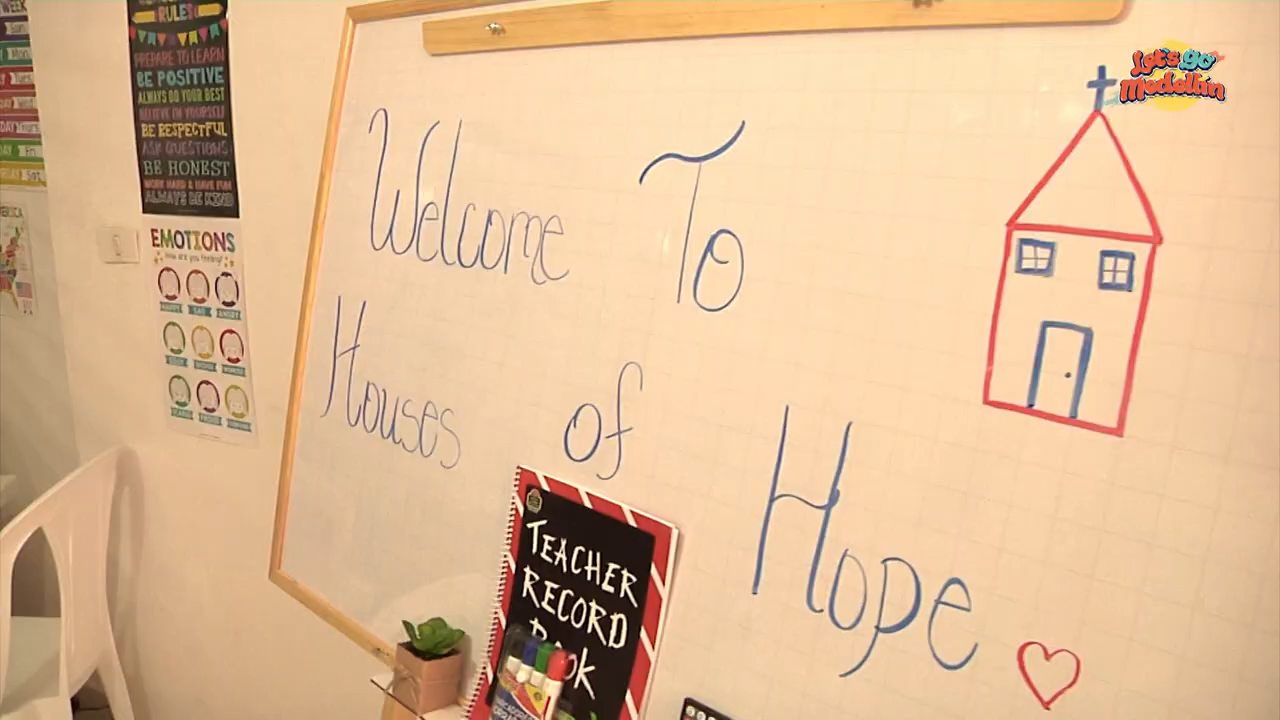 WEEK
RULES
PREPARE TO LEARN
BE POSITIVE
ALWAYS DO YOUR BEST
BELIEVE IN YOURSELF
BE RESPECTFUL
ASK QUESTIONS
BE HONEST
WORK HARD & HAVE FUN
ALWAYS BE KIND
EMOTIONS
How are you feeling?
Let's go
Medellín
Welcome To
Houses of Hope
TEACHER
RECORD
BOOK